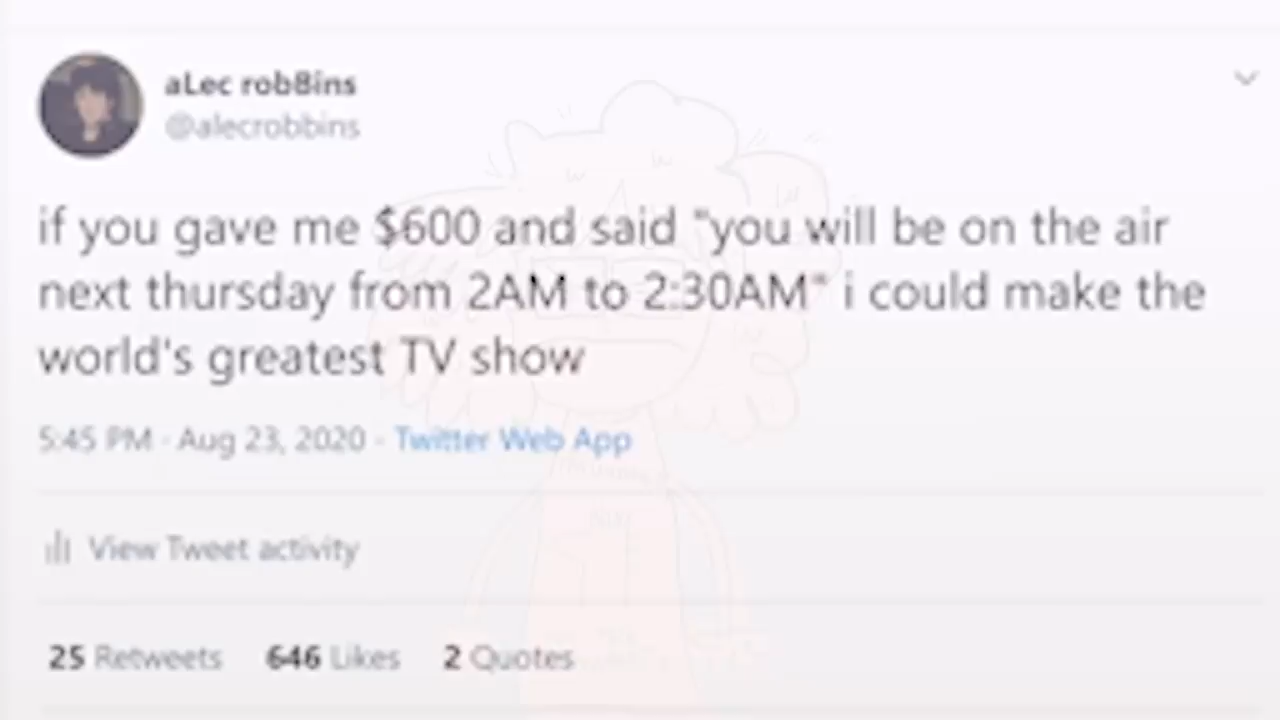 aLec robBins
@alecrobbins
if you gave me $600 and said "you will be on the air
next thursday from 2AM to 2:30AM" i could make the
world's greatest TV show
5:45 PM · Aug 23, 2020 · Twitter Web App
View Tweet activity
25 Retweets 646 Likes 2 Quotes